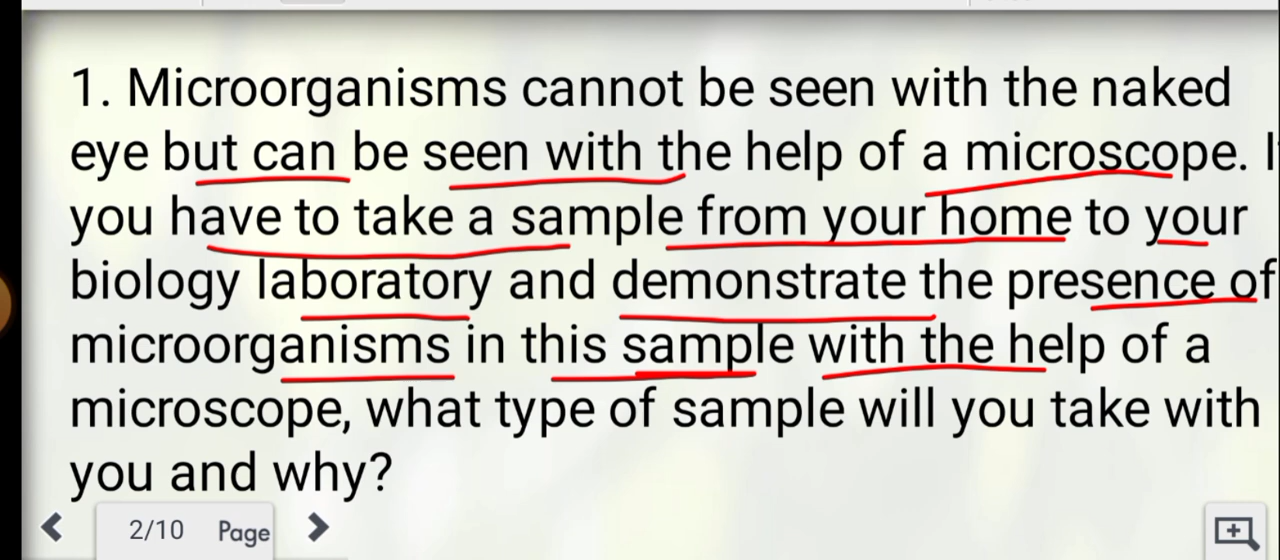 1. Microorganisms cannot be seen with the naked
eye but can be seen with the help of a microscope.
you have to take a sample from your home to your
biology laboratory and demonstrate the presence of
microorganisms in this sample with the help of a
microscope, what type of sample will you take with
you and why?
2/10 Page